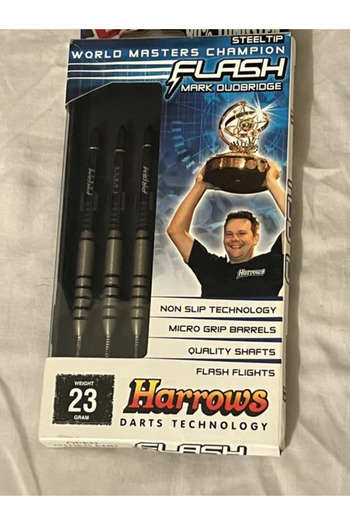 STEELTIP
WORLD MASTERS CHAMPION
FLASH
MARK DUDBRIDGE
Harrows
NON SLIP TECHNOLOGY
MICRO GRIP BARRELS
QUALITY SHAFTS
FLASH FLIGHTS
WEIGHT
23
GRAM
Harrows
DARTS TECHNOLOGY
FLASH